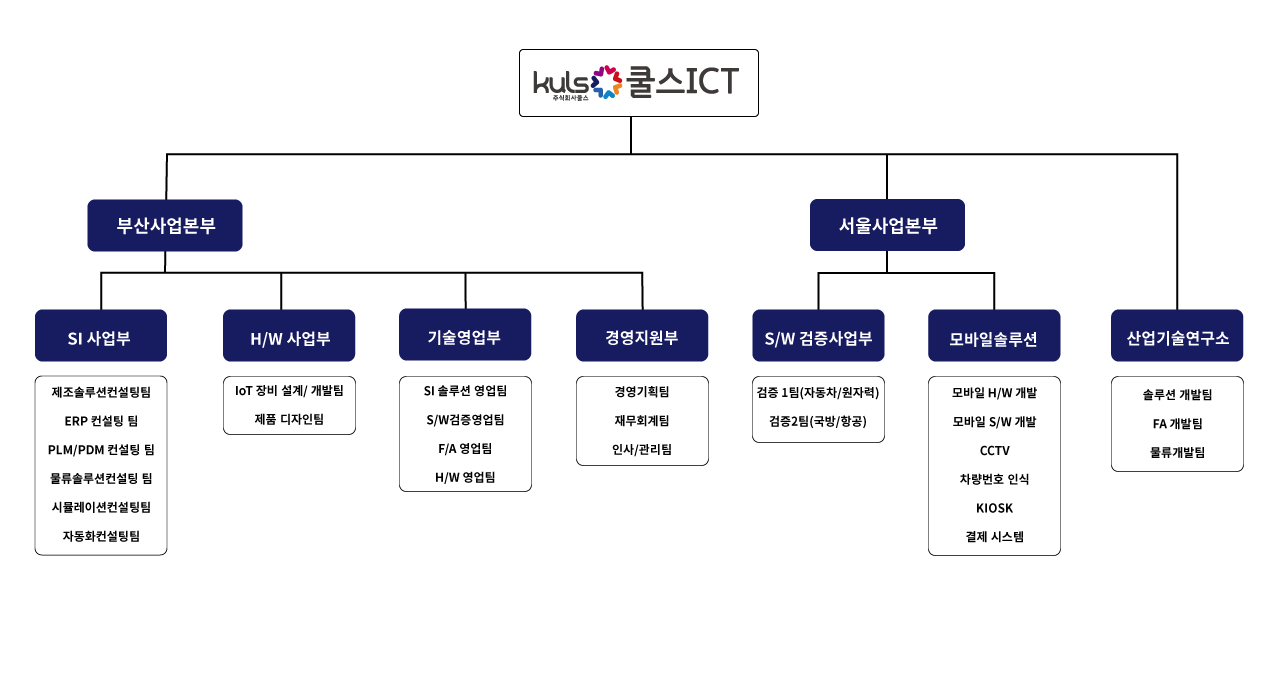 kuls 쿨스ICT
주식회사쿨스
부산사업본부
서울사업본부
SI 사업부
H/W 사업부
기술영업부
경영지원부
S/W 검증사업부
모바일솔루션
산업기술연구소
제조솔루션컨설팅팀
ERP 컨설팅 팀
PLM/PDM 컨설팅 팀
물류솔루션컨설팅 팀
시뮬레이션컨설팅팀
자동화컨설팅팀
IoT 장비 설계/ 개발팀
제품 디자인팀
SI 솔루션 영업팀
S/W검증영업팀
F/A 영업팀
H/W 영업팀
경영기획팀
재무회계팀
인사/관리팀
검증 1팀(자동차/원자력)
검증2팀(국방/항공)
모바일 H/W 개발
모바일 S/W 개발
CCTV
차량번호 인식
KIOSK
결제 시스템
솔루션 개발팀
FA 개발팀
물류개발팀